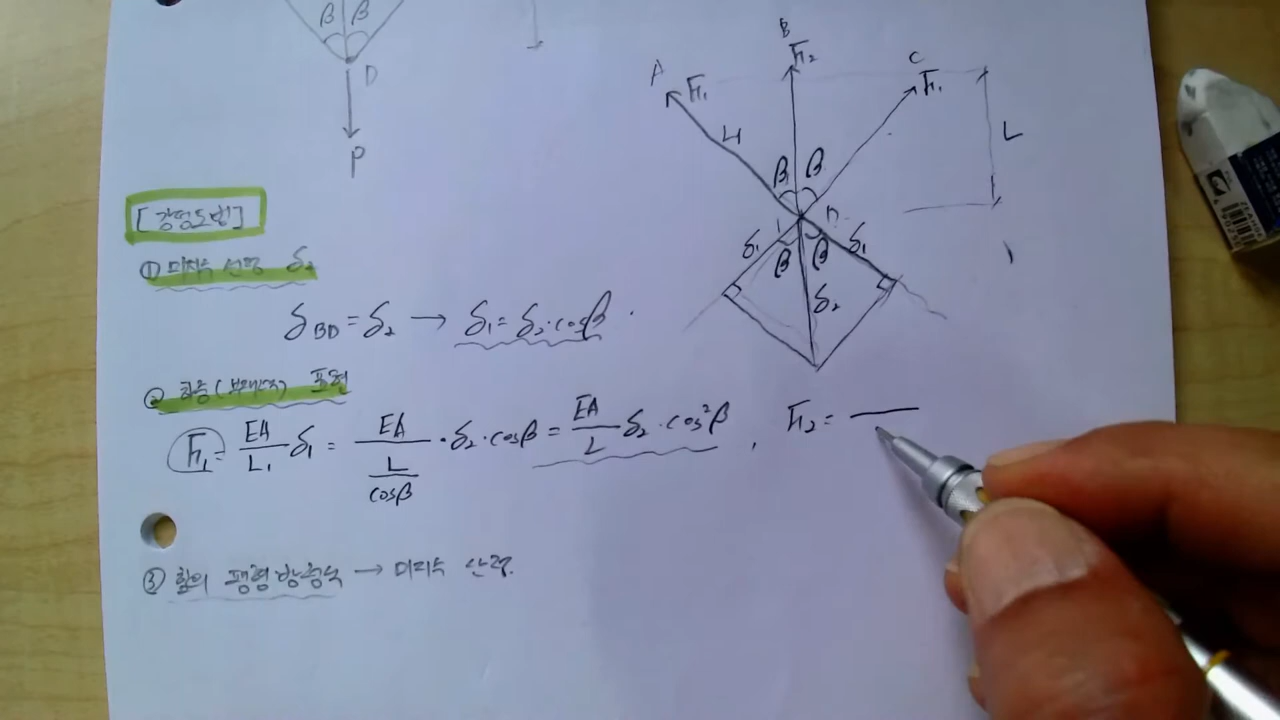 β β
D
P
A F₁
B F₂
C F₁
L₁
L
β β
D
δ₁ β β δ₁
δ₂
[강성도법]
① 미지수 선정 δ₂
δBD = δ₂ → δ₁ = δ₂·cosβ.
② 하중(부재력) 표현
F₁ = EA/L₁ δ₁ = EA/(L/cosβ) · δ₂·cosβ = EA/L δ₂·cos²β , F₂ =
③ 힘의 평형방정식 → 미지수 산정.